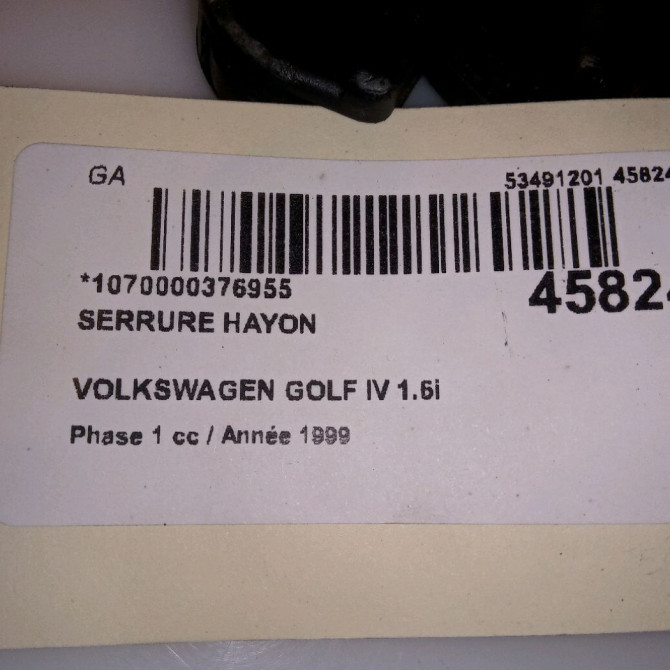 GA
53491201 45824
*1070000376955
4582
SERRURE HAYON
VOLKSWAGEN GOLF IV 1.6i
Phase 1 cc / Année 1999